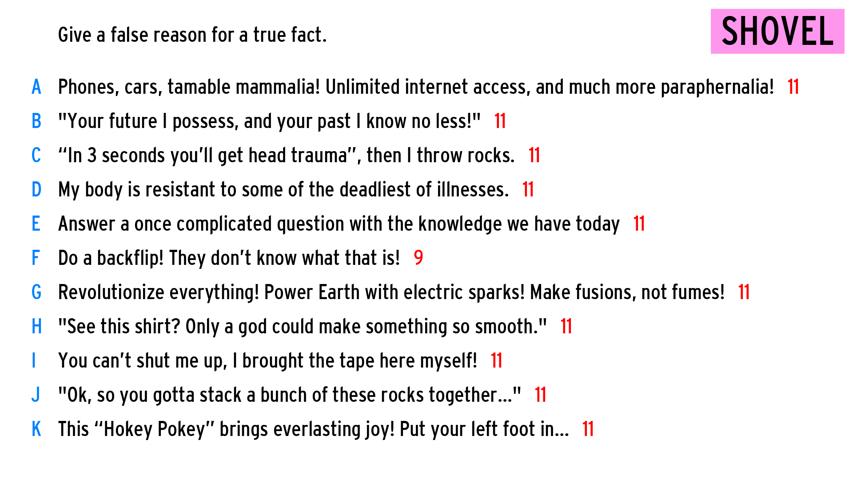 Give a false reason for a true fact.
SHOVEL
A Phones, cars, tamable mammalia! Unlimited internet access, and much more paraphernalia! 11
B "Your future I possess, and your past I know no less!" 11
C “In 3 seconds you’ll get head trauma”, then I throw rocks. 11
D My body is resistant to some of the deadliest of illnesses. 11
E Answer a once complicated question with the knowledge we have today 11
F Do a backflip! They don’t know what that is! 9
G Revolutionize everything! Power Earth with electric sparks! Make fusions, not fumes! 11
H "See this shirt? Only a god could make something so smooth." 11
I You can’t shut me up, I brought the tape here myself! 11
J "Ok, so you gotta stack a bunch of these rocks together..." 11
K This “Hokey Pokey” brings everlasting joy! Put your left foot in... 11